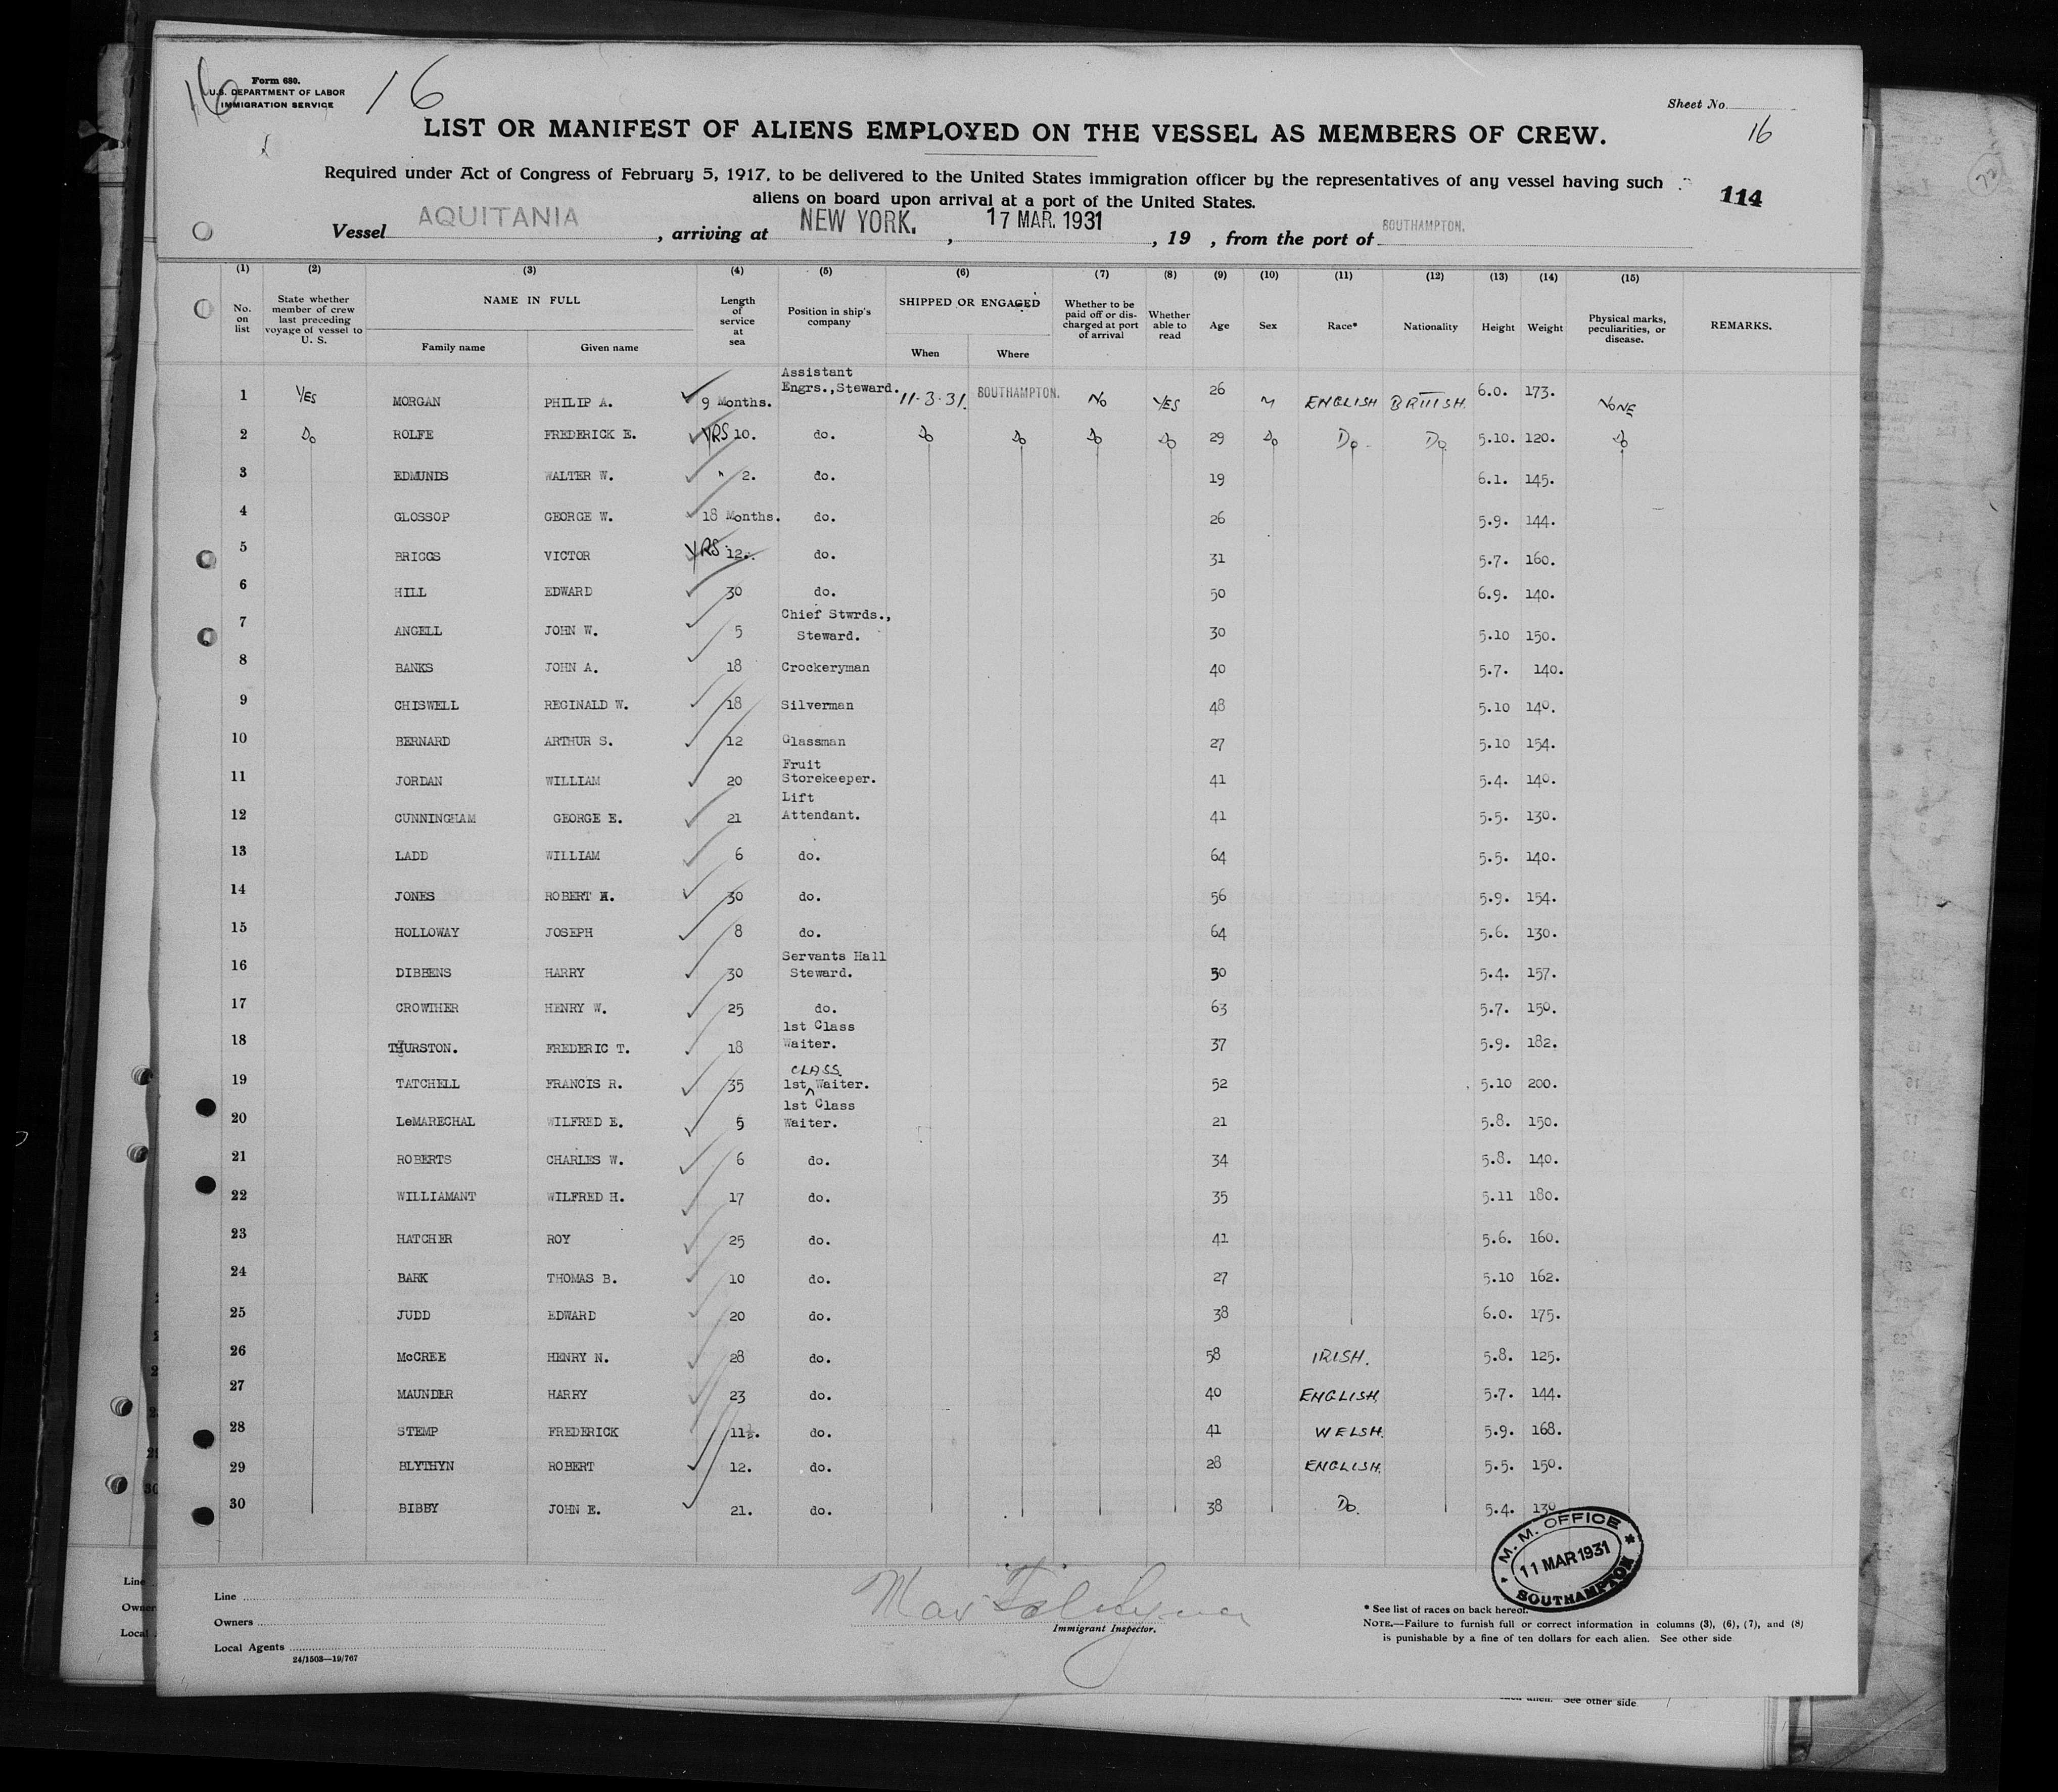 16
Form 680.
U.S. DEPARTMENT OF LABOR
IMMIGRATION SERVICE
16
Sheet No.
16
LIST OR MANIFEST OF ALIENS EMPLOYED ON THE VESSEL AS MEMBERS OF CREW.
Required under Act of Congress of February 5, 1917, to be delivered to the United States immigration officer by the representatives of any vessel having such
aliens on board upon arrival at a port of the United States.
114
Vessel AQUITANIA , arriving at NEW YORK. , 17 MAR. 1931 , 19 , from the port of SOUTHAMPTON.
(1) (2) (3) (4) (5) (6) (7) (8) (9) (10) (11) (12) (13) (14) (15)
No. on list
State whether member of crew last preceding voyage of vessel to U. S.
NAME IN FULL
Family name Given name
Length of service at sea
Position in ship's company
SHIPPED OR ENGAGED
When Where
Whether to be paid off or discharged at port of arrival
Whether able to read
Age Sex Race* Nationality Height Weight
Physical marks, peculiarities, or disease.
REMARKS.
1 YES MORGAN PHILIP A. 9 Months. Assistant Engrs.,Steward. 11.3.31. SOUTHAMPTON. NO YES 26 M ENGLISH BRITISH. 6.0. 173. NONE
2 Do ROLFE FREDERICK E. YRS 10. do. Do Do Do Do 29 Do Do. Do 5.10. 120. Do
3 EDMUNDS WALTER W. " 2. do. 19 6.1. 145.
4 GLOSSOP GEORGE W. 18 Months. do. 26 5.9. 144.
5 BRIGGS VICTOR YRS 12. do. 31 5.7. 160.
6 HILL EDWARD 30 do. 50 6.9. 140.
7 ANGELL JOHN W. 5 Chief Stwrds., Steward. 30 5.10 150.
8 BANKS JOHN A. 18 Crockeryman 40 5.7. 140.
9 CHISWELL REGINALD W. 18 Silverman 48 5.10 140.
10 BERNARD ARTHUR S. 12 Glassman 27 5.10 154.
11 JORDAN WILLIAM 20 Fruit Storekeeper. 41 5.4. 140.
12 CUNNINGHAM GEORGE E. 21 Lift Attendant. 41 5.5. 130.
13 LADD WILLIAM 6 do. 64 5.5. 140.
14 JONES ROBERT H. 30 do. 56 5.9. 154.
15 HOLLOWAY JOSEPH 8 do. 64 5.6. 130.
16 DIBBENS HARRY 30 Servants Hall Steward. 50 5.4. 157.
17 CROWTHER HENRY W. 25 do. 63 5.7. 150.
18 THURSTON. FREDERIC T. 18 1st Class Waiter. 37 5.9. 182.
19 TATCHELL FRANCIS R. 35 1st CLASS Waiter. 52 5.10 200.
20 LeMARECHAL WILFRED E. 5 1st Class Waiter. 21 5.8. 150.
21 ROBERTS CHARLES W. 6 do. 34 5.8. 140.
22 WILLIAMANT WILFRED H. 17 do. 35 5.11 180.
23 HATCHER ROY 25 do. 41 5.6. 160.
24 BARK THOMAS B. 10 do. 27 5.10 162.
25 JUDD EDWARD 20 do. 38 6.0. 175.
26 McCREE HENRY N. 28 do. 58 IRISH. 5.8. 125.
27 MAUNDER HARRY 23 do. 40 ENGLISH, 5.7. 144.
28 STEMP FREDERICK 11½. do. 41 WELSH. 5.9. 168.
29 BLYTHYN ROBERT 12. do. 28 ENGLISH. 5.5. 150.
30 BIBBY JOHN E. 21. do. 38 Do. 5.4. 130
M. M. OFFICE
11 MAR 1931
SOUTHAMPTON
Line
Owners
Local Agents
24/1503—19/767
Immigrant Inspector.
* See list of races on back hereof.
NOTE.—Failure to furnish full or correct information in columns (3), (6), (7), and (8)
is punishable by a fine of ten dollars for each alien. See other side
See other side